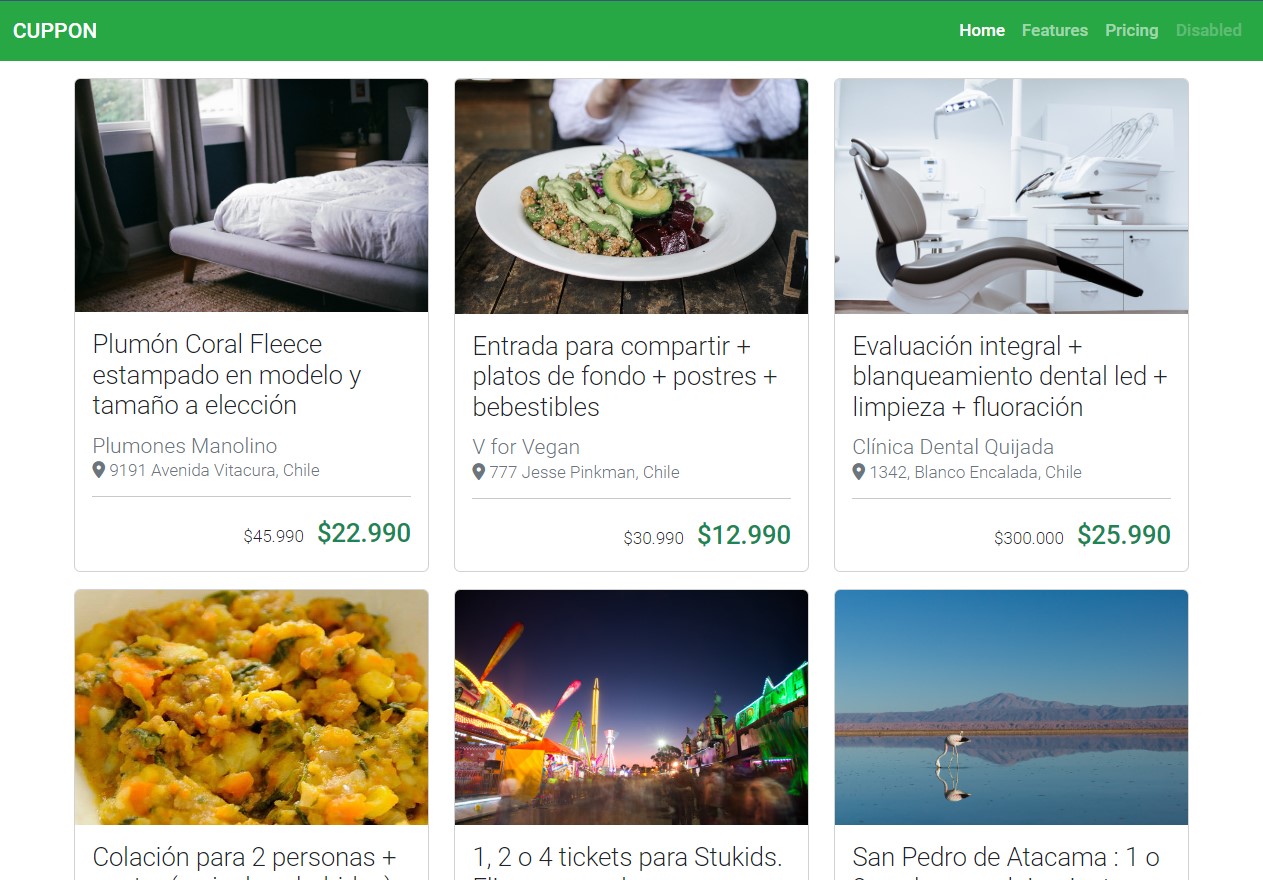 CUPPON
Home Features Pricing Disabled
Plumón Coral Fleece
estampado en modelo y
tamaño a elección
Plumones Manolino
9191 Avenida Vitacura, Chile
$45.990 $22.990
Entrada para compartir +
platos de fondo + postres +
bebestibles
V for Vegan
777 Jesse Pinkman, Chile
$30.990 $12.990
Evaluación integral +
blanqueamiento dental led +
limpieza + fluoración
Clínica Dental Quijada
1342, Blanco Encalada, Chile
$300.000 $25.990
Colación para 2 personas +
1, 2 o 4 tickets para Stukids.
San Pedro de Atacama : 1 o